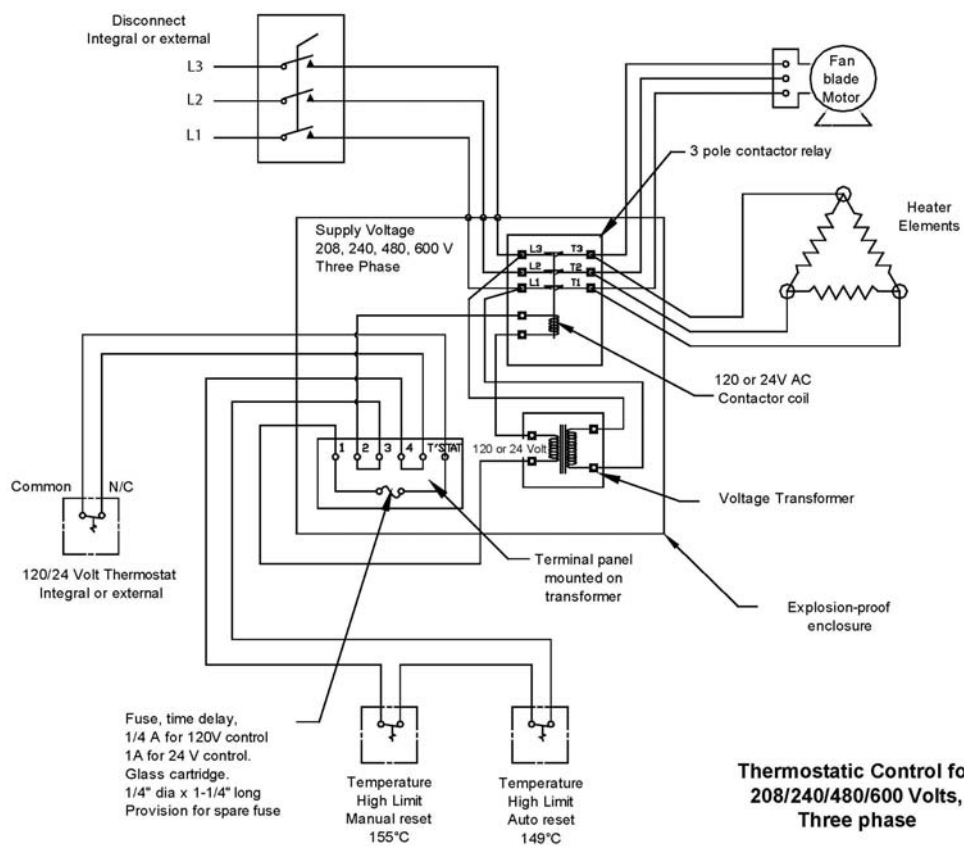 Disconnect
Integral or external
L3
L2
L1
Fan
blade
Motor
3 pole contactor relay
Heater
Elements
Supply Voltage
208, 240, 480, 600 V
Three Phase
L3 T3
L2 T2
L1 T1
120 or 24V AC
Contactor coil
1 2 3 4 T'STAT
120 or 24 Volt
Voltage Transformer
Common N/C
120/24 Volt Thermostat
Integral or external
Terminal panel
mounted on
transformer
Explosion-proof
enclosure
Fuse, time delay,
1/4 A for 120V control
1A for 24 V control.
Glass cartridge.
1/4" dia x 1-1/4" long
Provision for spare fuse
Temperature
High Limit
Manual reset
155°C
Temperature
High Limit
Auto reset
149°C
Thermostatic Control fo
208/240/480/600 Volts,
Three phase